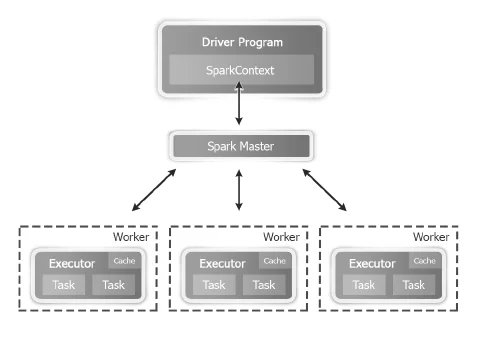 Driver Program
SparkContext
Spark Master
Worker
Executor
Cache
Task
Task
Worker
Executor
Cache
Task
Task
Worker
Executor
Cache
Task
Task